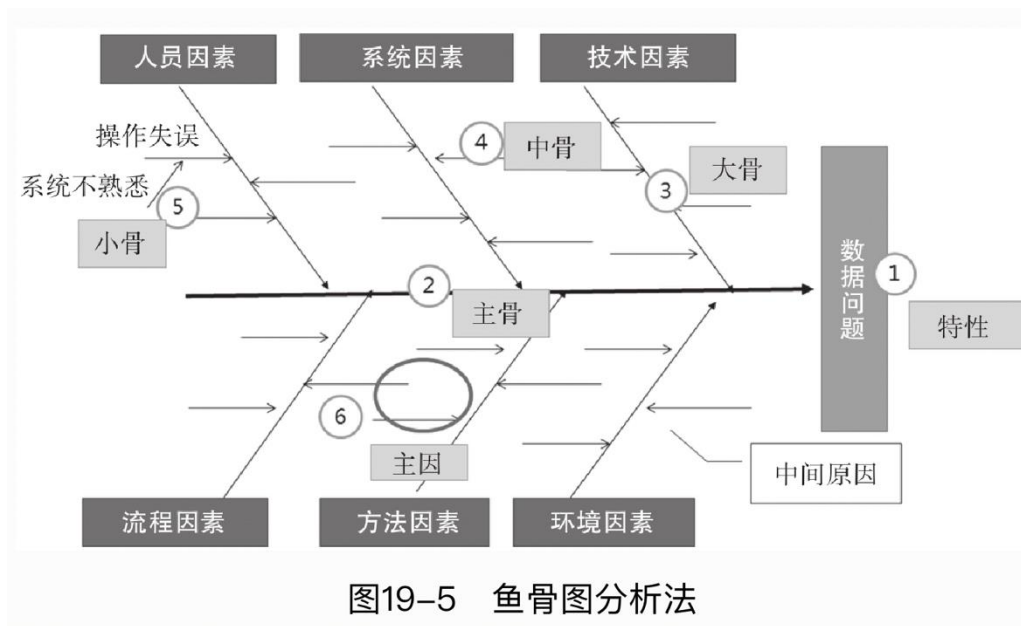 人员因素
系统因素
技术因素
操作失误
4
中骨
系统不熟悉
3
大骨
5
小骨
数据问题
1
2
主骨
特性
6
主因
中间原因
流程因素
方法因素
环境因素
图19-5 鱼骨图分析法